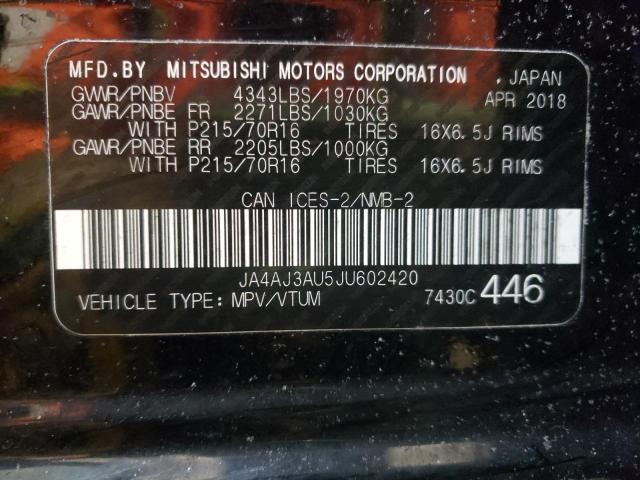 MFD.BY MITSUBISHI MOTORS CORPORATION , JAPAN
GVWR/PNBV 4343LBS/1970KG APR 2018
GAWR/PNBE FR 2271LBS/1030KG
WITH P215/70R16 TIRES 16X6.5J RIMS
GAWR/PNBE RR 2205LBS/1000KG
WITH P215/70R16 TIRES 16X6.5J RIMS
CAN ICES-2/NMB-2
JA4AJ3AU5JU602420
VEHICLE TYPE:MPV/VTUM 7430C 446